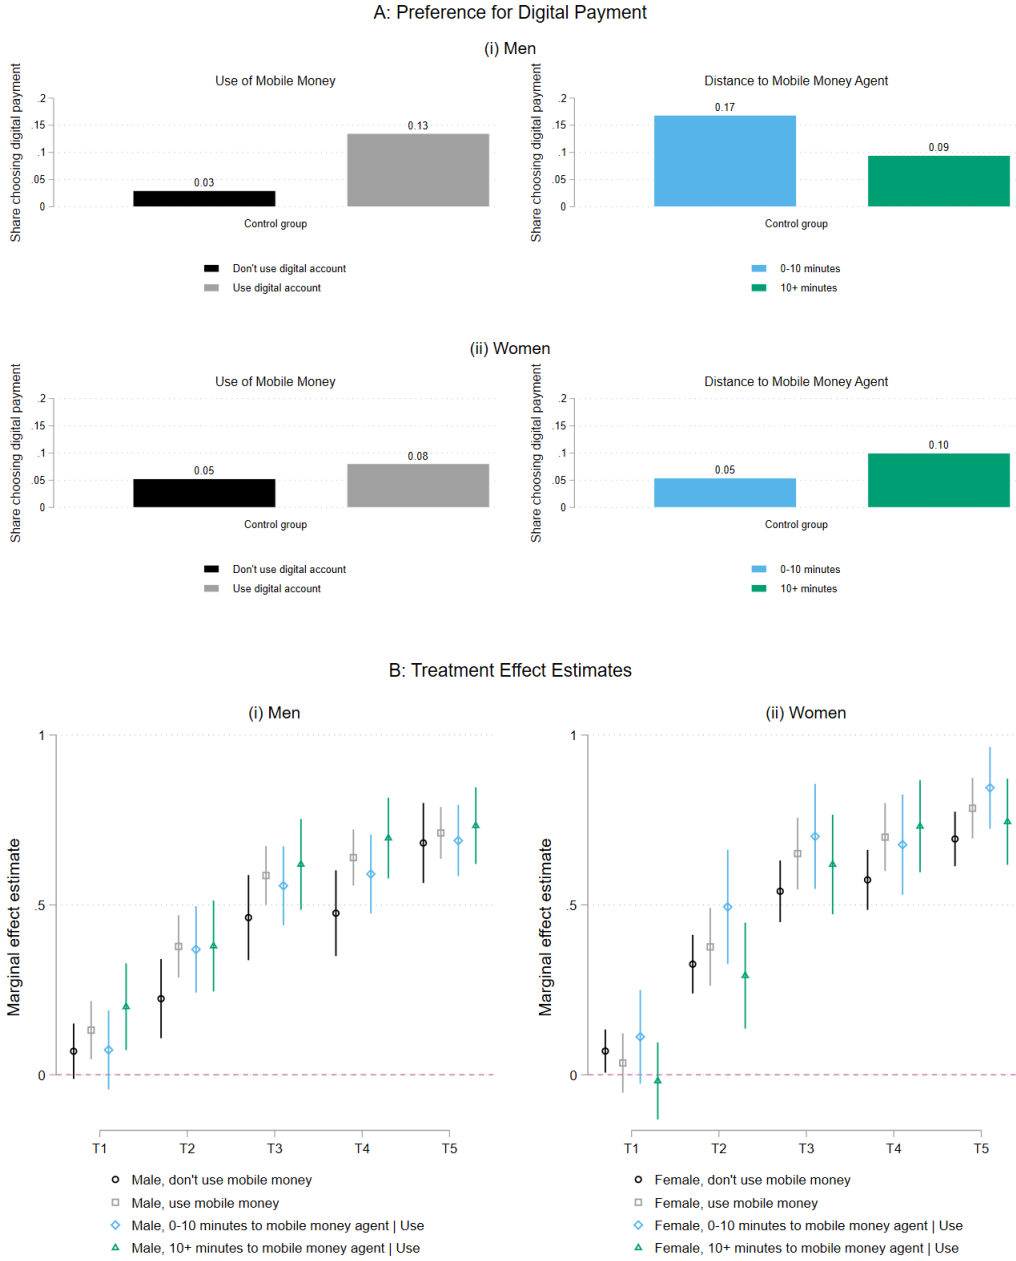 A: Preference for Digital Payment
(i) Men
Use of Mobile Money
Share choosing digital payment
.2
.15
.1
.05
0
0.03
0.13
Control group
Don't use digital account
Use digital account
Distance to Mobile Money Agent
Share choosing digital payment
.2
.15
.1
.05
0
0.17
0.09
Control group
0-10 minutes
10+ minutes
(ii) Women
Use of Mobile Money
Share choosing digital payment
.2
.15
.1
.05
0
0.05
0.08
Control group
Don't use digital account
Use digital account
Distance to Mobile Money Agent
Share choosing digital payment
.2
.15
.1
.05
0
0.05
0.10
Control group
0-10 minutes
10+ minutes
B: Treatment Effect Estimates
(i) Men
Marginal effect estimate
1
.5
0
T1 T2 T3 T4 T5
Male, don't use mobile money
Male, use mobile money
Male, 0-10 minutes to mobile money agent | Use
Male, 10+ minutes to mobile money agent | Use
(ii) Women
Marginal effect estimate
1
.5
0
T1 T2 T3 T4 T5
Female, don't use mobile money
Female, use mobile money
Female, 0-10 minutes to mobile money agent | Use
Female, 10+ minutes to mobile money agent | Use